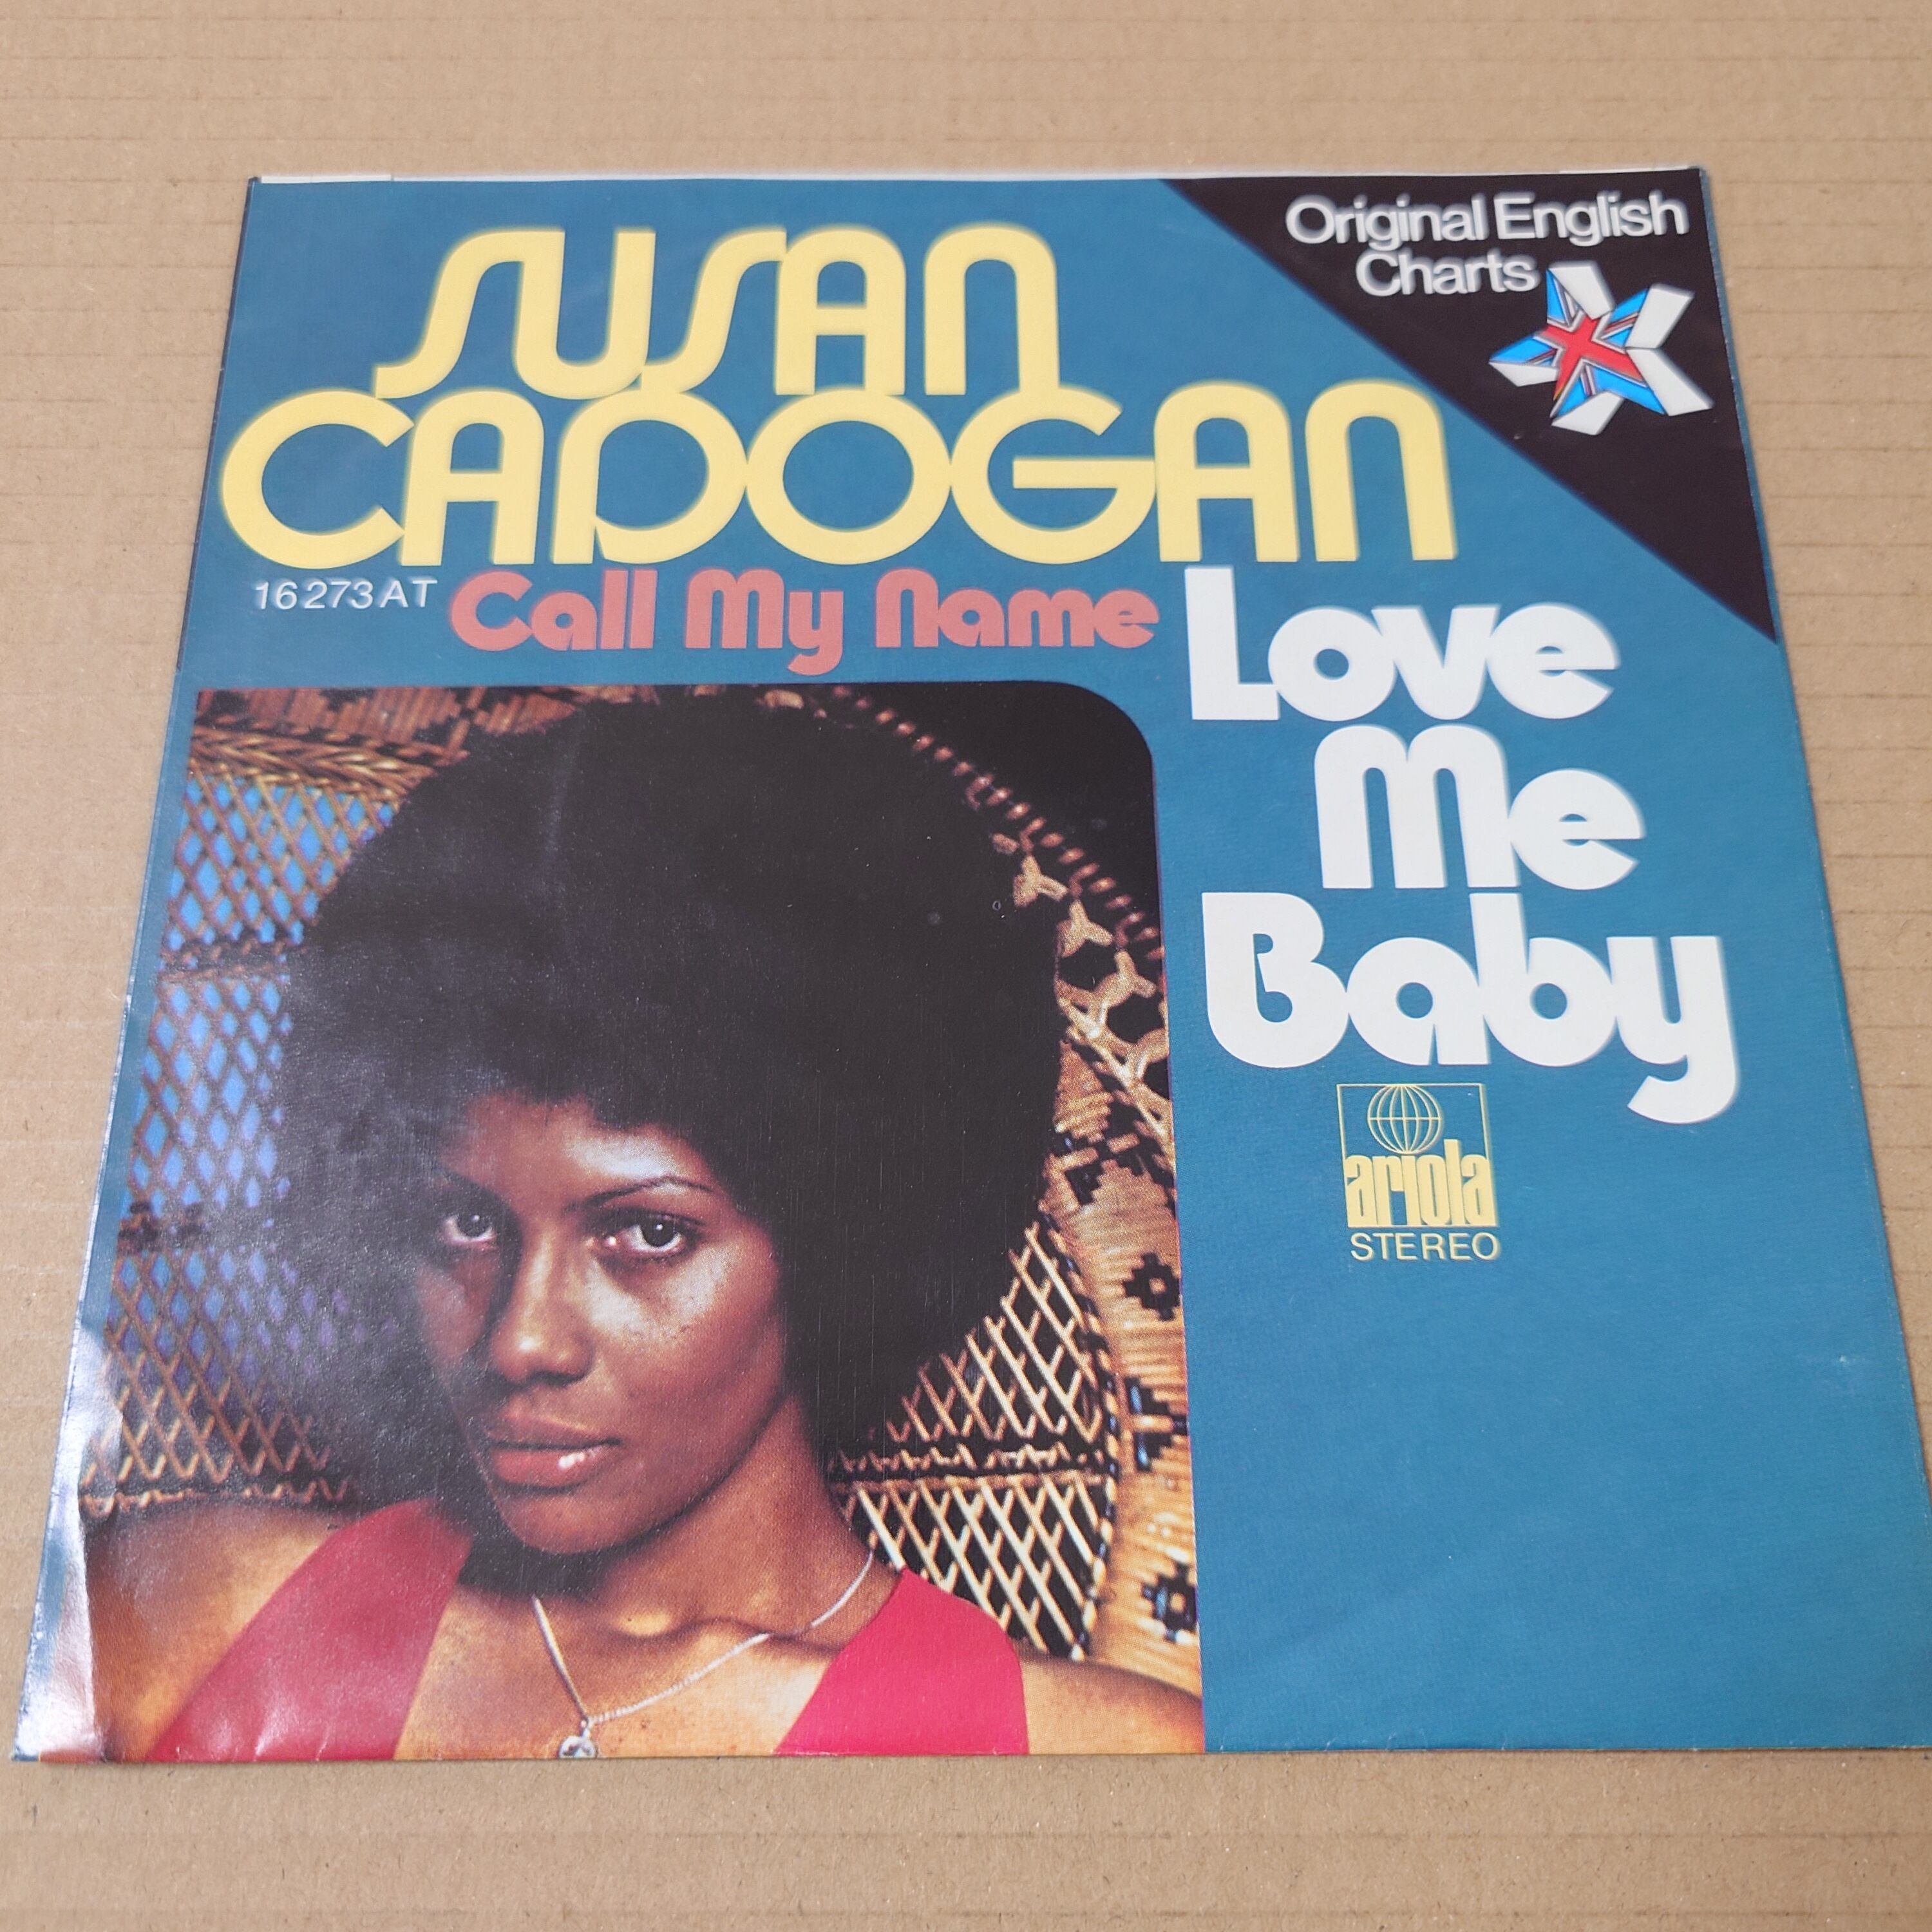 Original English
Charts
SUSAN
CADOGAN
16 273 AT
Call My Name
Love
Me
Baby
ariola
STEREO